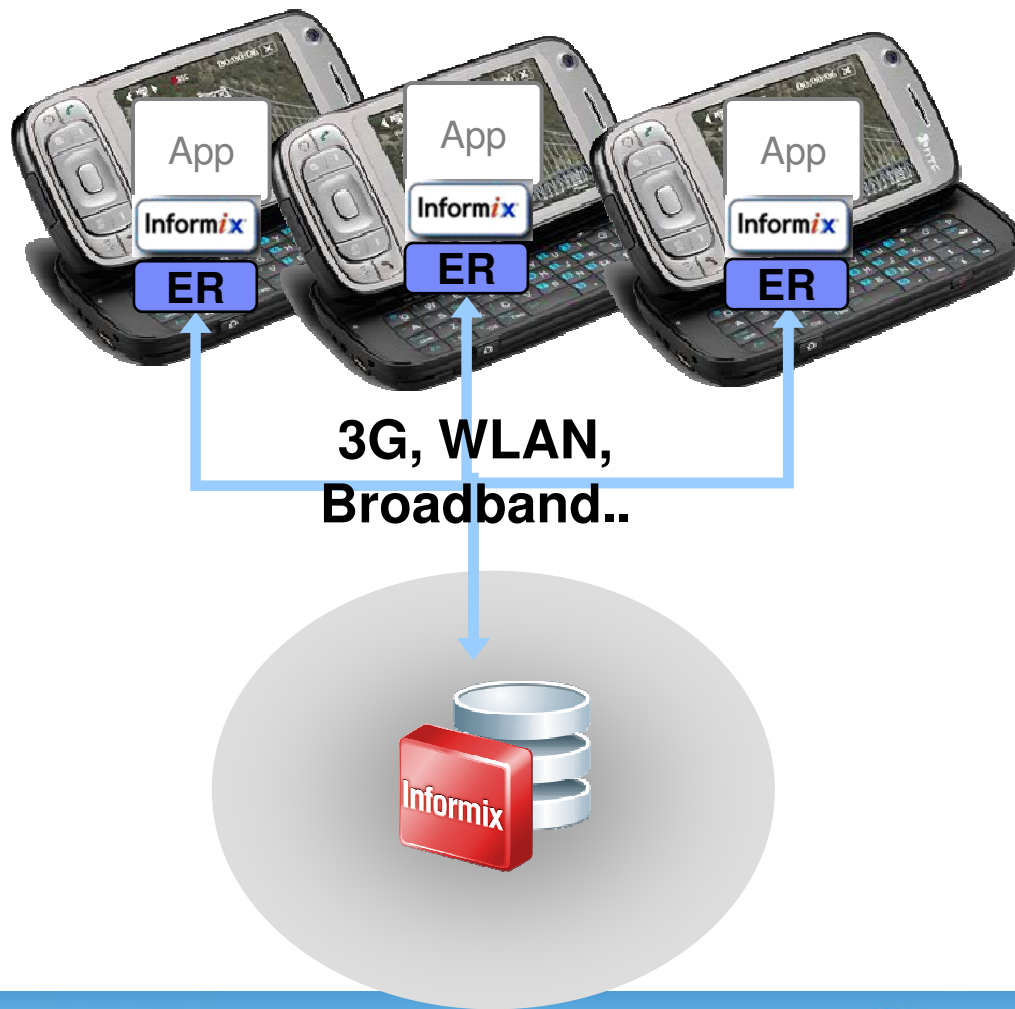 App
Informix
ER
App
Informix
ER
App
Informix
ER
3G, WLAN,
Broadband..
Informix